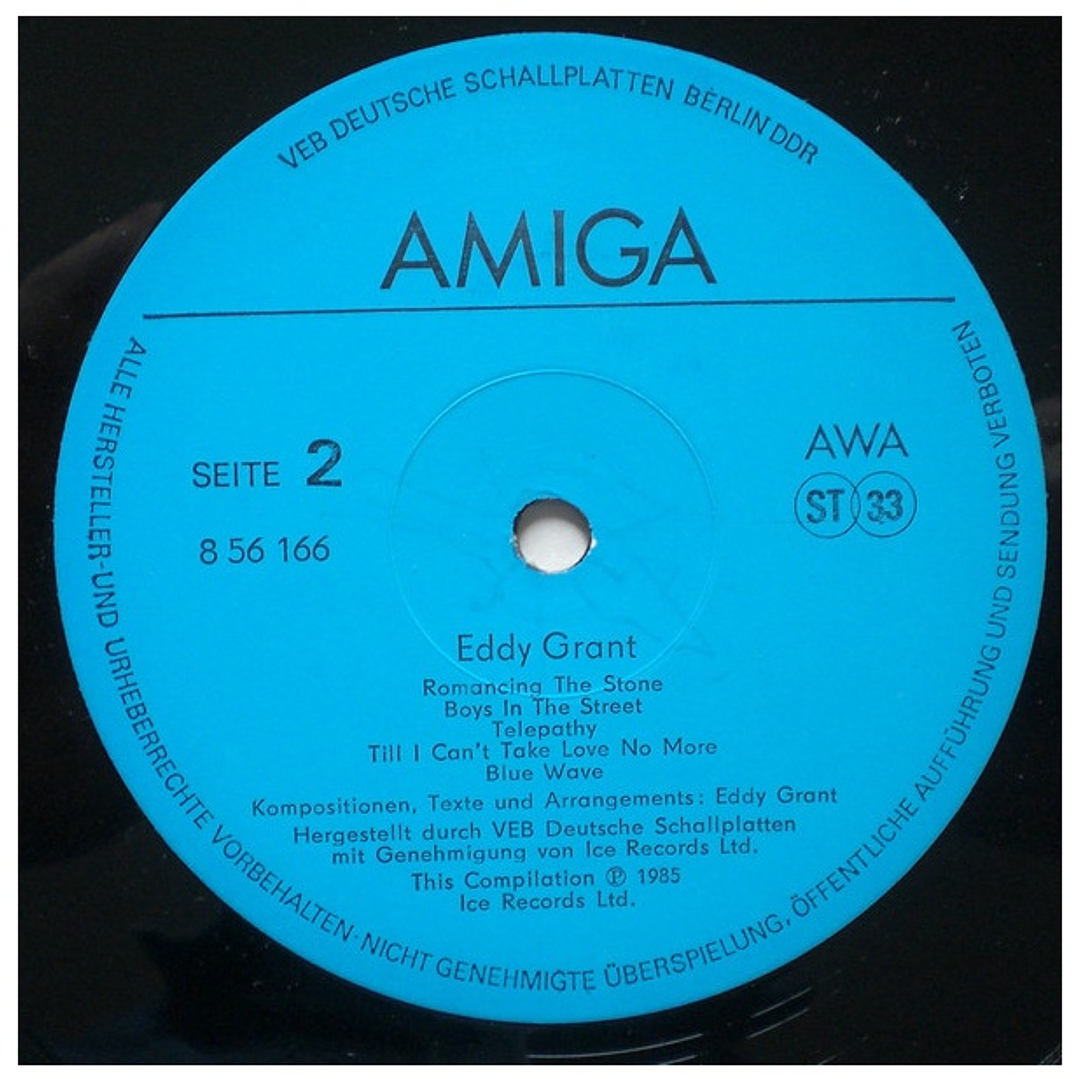 VEB DEUTSCHE SCHALLPLATTEN BERLIN DDR
AMIGA
SEITE 2
8 56 166
AWA
ST 33
Eddy Grant
Romancing The Stone
Boys In The Street
Telepathy
Till I Can't Take Love No More
Blue Wave
Kompositionen, Texte und Arrangements: Eddy Grant
Hergestellt durch VEB Deutsche Schallplatten
mit Genehmigung von Ice Records Ltd.
This Compilation ℗ 1985
Ice Records Ltd.
ALLE HERSTELLER-UND URHEBERRECHTE VORBEHALTEN·NICHT GENEHMIGTE ÜBERSPIELUNG, ÖFFENTLICHE AUFFÜHRUNG UND SENDUNG VERBOTEN